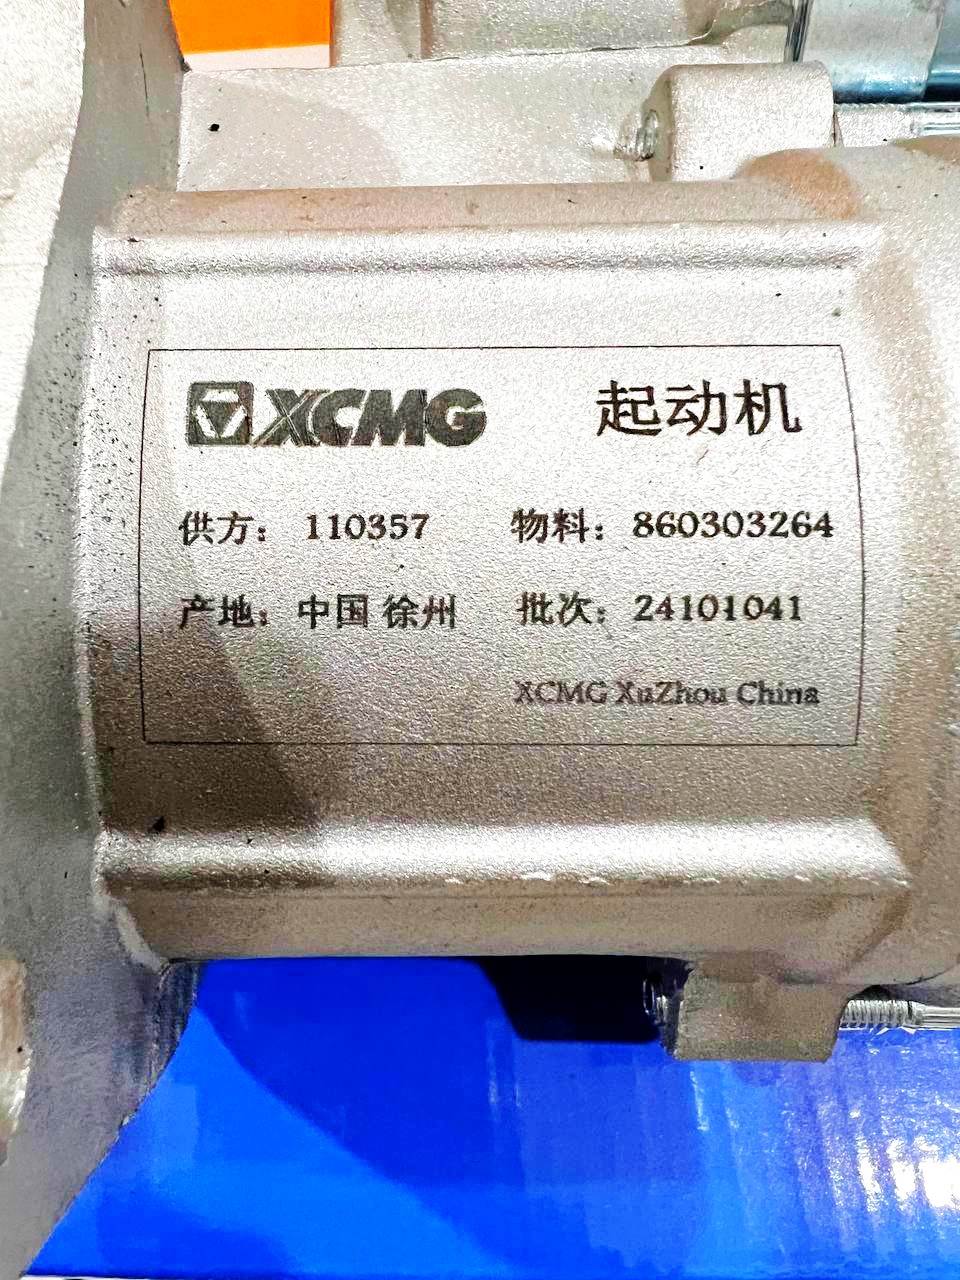 XCMG 起动机
供方： 110357 物料： 860303264
产地： 中国 徐州 批次： 24101041
XCMG XuZhou China